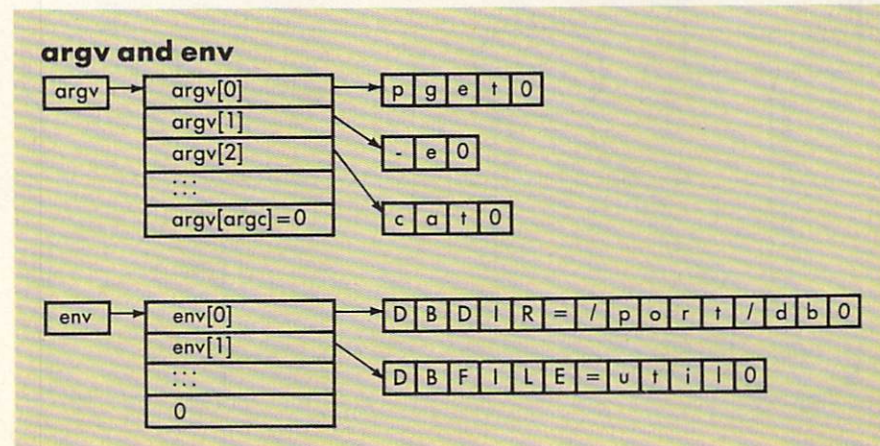 argv and env
argv argv[0] p g e t 0
argv[1]
- e 0
argv[2]
:::
argv[argc]=0 c a t 0
env env[0] D B D I R = / p o r t / d b 0
env[1]
::: D B F I L E = u t i l 0
0